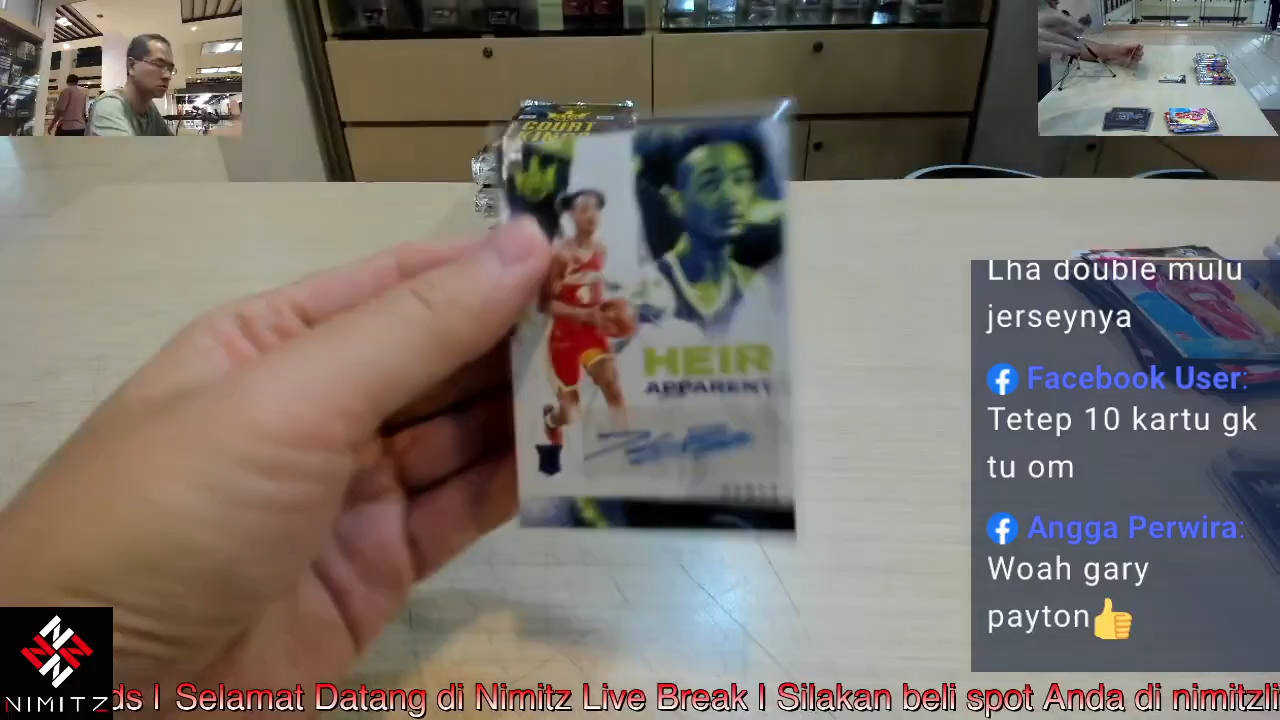 COURT
HEIR
APPARENT
Lha double mulu
jerseynya
Facebook User:
Tetep 10 kartu gk
tu om
Angga Perwira:
Woah gary
payton👍
NIMITZ
ds | Selamat Datang di Nimitz Live Break | Silakan beli spot Anda di nimitzli